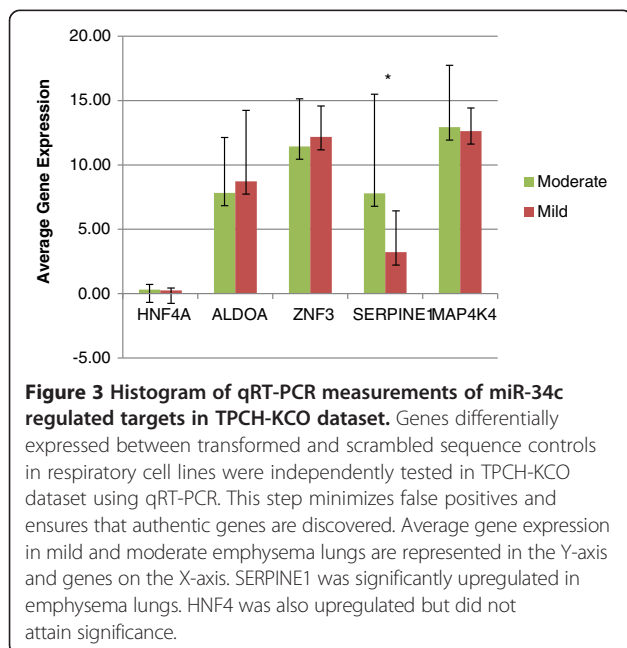 20.00
15.00
10.00
5.00
0.00
-5.00
Average Gene Expression
*
HNF4A ALDOA ZNF3 SERPINE1 MAP4K4
Moderate
Mild
Figure 3 Histogram of qRT-PCR measurements of miR-34c
regulated targets in TPCH-KCO dataset. Genes differentially
expressed between transformed and scrambled sequence controls
in respiratory cell lines were independently tested in TPCH-KCO
dataset using qRT-PCR. This step minimizes false positives and
ensures that authentic genes are discovered. Average gene expression
in mild and moderate emphysema lungs are represented in the Y-axis
and genes on the X-axis. SERPINE1 was significantly upregulated in
emphysema lungs. HNF4 was also upregulated but did not
attain significance.